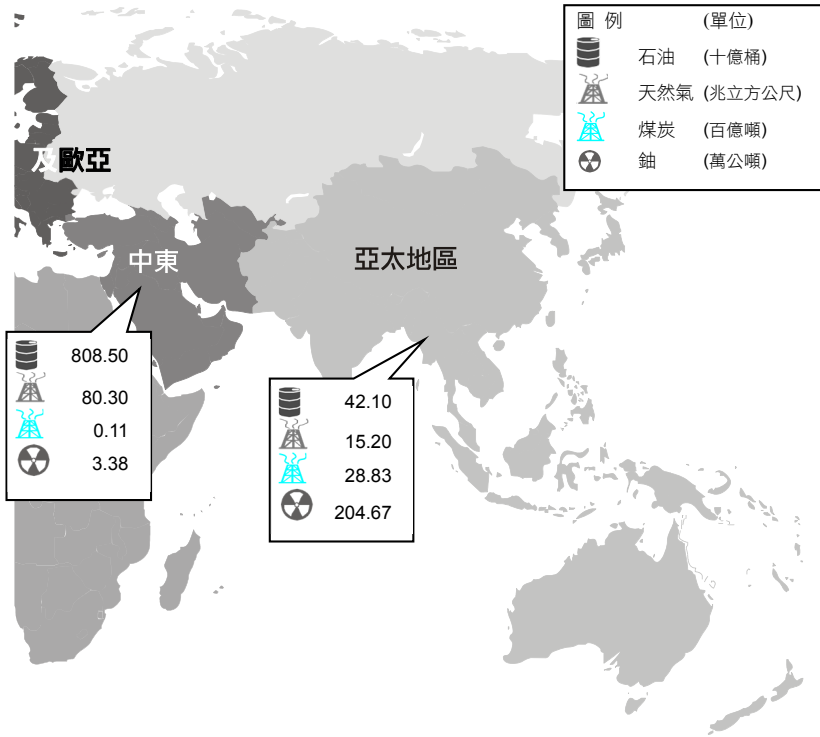 圖 例 (單位)
石油 (十億桶)
天然氣 (兆立方公尺)
煤炭 (百億噸)
鈾 (萬公噸)
及歐亞
中東
亞太地區
808.50
80.30
0.11
3.38
42.10
15.20
28.83
204.67